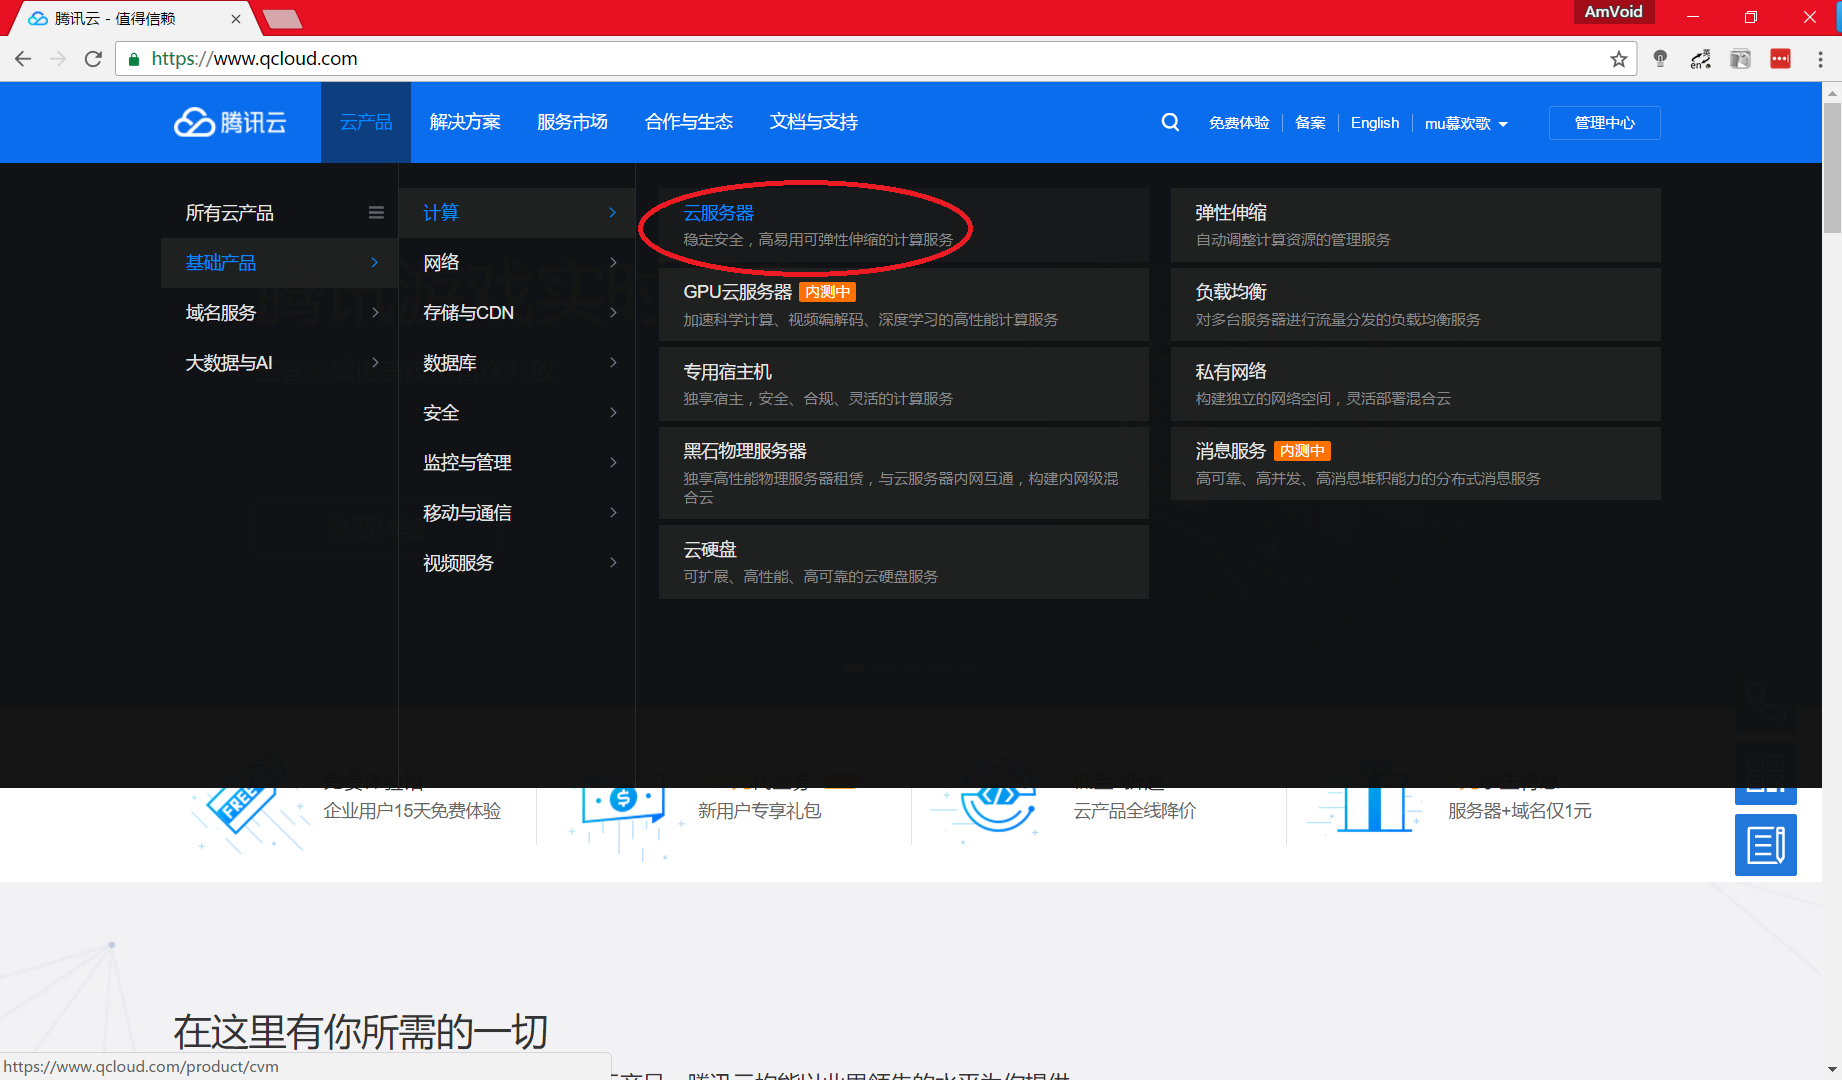 腾讯云 - 值得信赖
AmVoid
https://www.qcloud.com
腾讯云
云产品
解决方案
服务市场
合作与生态
文档与支持
免费体验
备案
English
mu慕欢歌
管理中心
所有云产品
基础产品
域名服务
大数据与AI
计算
网络
存储与CDN
数据库
安全
监控与管理
移动与通信
视频服务
云服务器
稳定安全，高易用可弹性伸缩的计算服务
GPU云服务器 内测中
加速科学计算、视频编解码、深度学习的高性能计算服务
专用宿主机
独享宿主，安全、合规、灵活的计算服务
黑石物理服务器
独享高性能物理服务器租赁，与云服务器内网互通，构建内网级混
合云
云硬盘
可扩展、高性能、高可靠的云硬盘服务
弹性伸缩
自动调整计算资源的管理服务
负载均衡
对多台服务器进行流量分发的负载均衡服务
私有网络
构建独立的网络空间，灵活部署混合云
消息服务 内测中
高可靠、高并发、高消息堆积能力的分布式消息服务
腾讯游戏实时
免费体验
FREE
企业用户15天免费体验
新用户专享礼包
云产品全线降价
服务器+域名仅1元
在这里有你所需的一切
https://www.qcloud.com/product/cvm